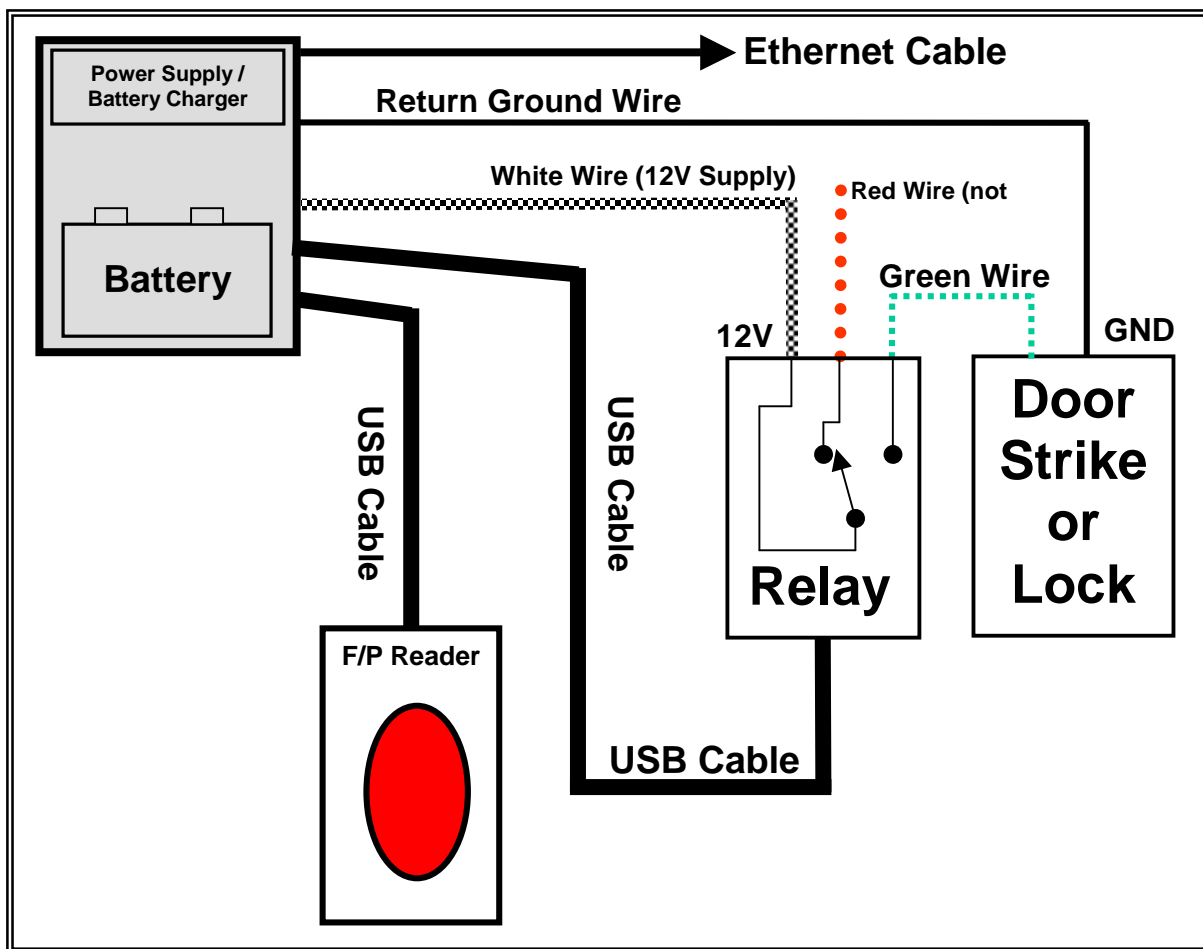 Ethernet Cable
Power Supply /
Battery Charger
Return Ground Wire
White Wire (12V Supply)
Red Wire (not
Battery
Green Wire
12V
GND
Door
Strike
or
Lock
USB Cable
USB Cable
Relay
F/P Reader
USB Cable